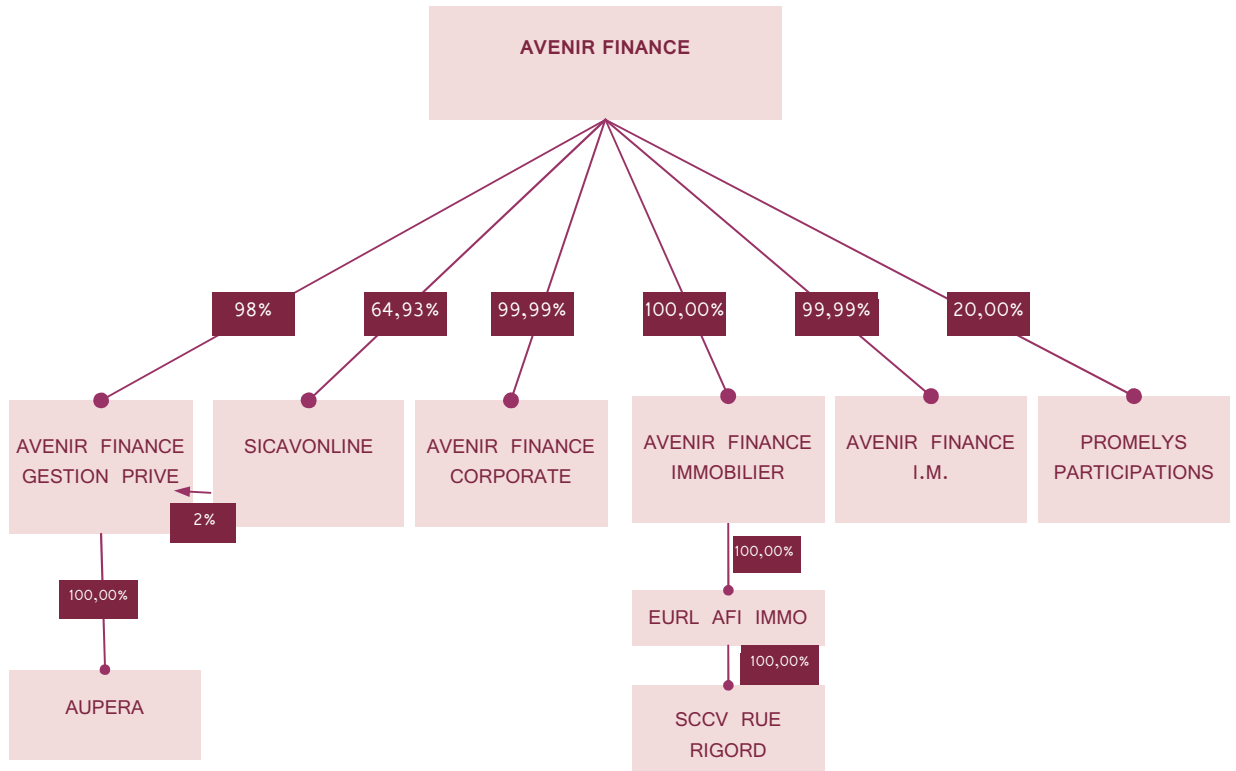 AVENIR FINANCE
98%
64,93%
99,99%
100,00%
99,99%
20,00%
AVENIR FINANCE
GESTION PRIVE
SICAVONLINE
AVENIR FINANCE
CORPORATE
AVENIR FINANCE
IMMOBILIER
AVENIR FINANCE
I.M.
PROMELYS
PARTICIPATIONS
2%
100,00%
100,00%
EURL AFI IMMO
100,00%
AUPERA
SCCV RUE
RIGORD